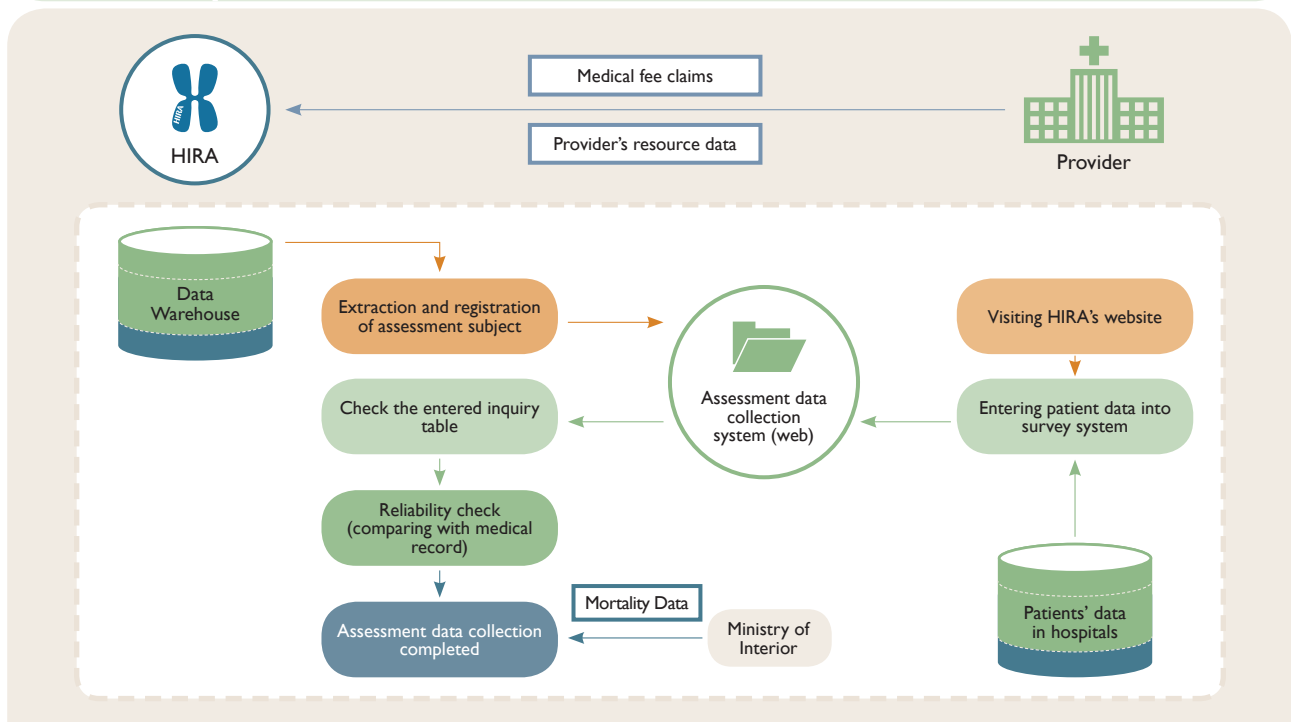 Medical fee claims
HIRA
HIRA
Provider's resource data
Provider
Data
Warehouse
Extraction and registration
of assessment subject
Visiting HIRA's website
Assessment data
collection
system (web)
Check the entered inquiry
table
Entering patient data into
survey system
Reliability check
(comparing with medical
record)
Mortality Data
Assessment data collection
completed
Ministry of
Interior
Patients' data
in hospitals